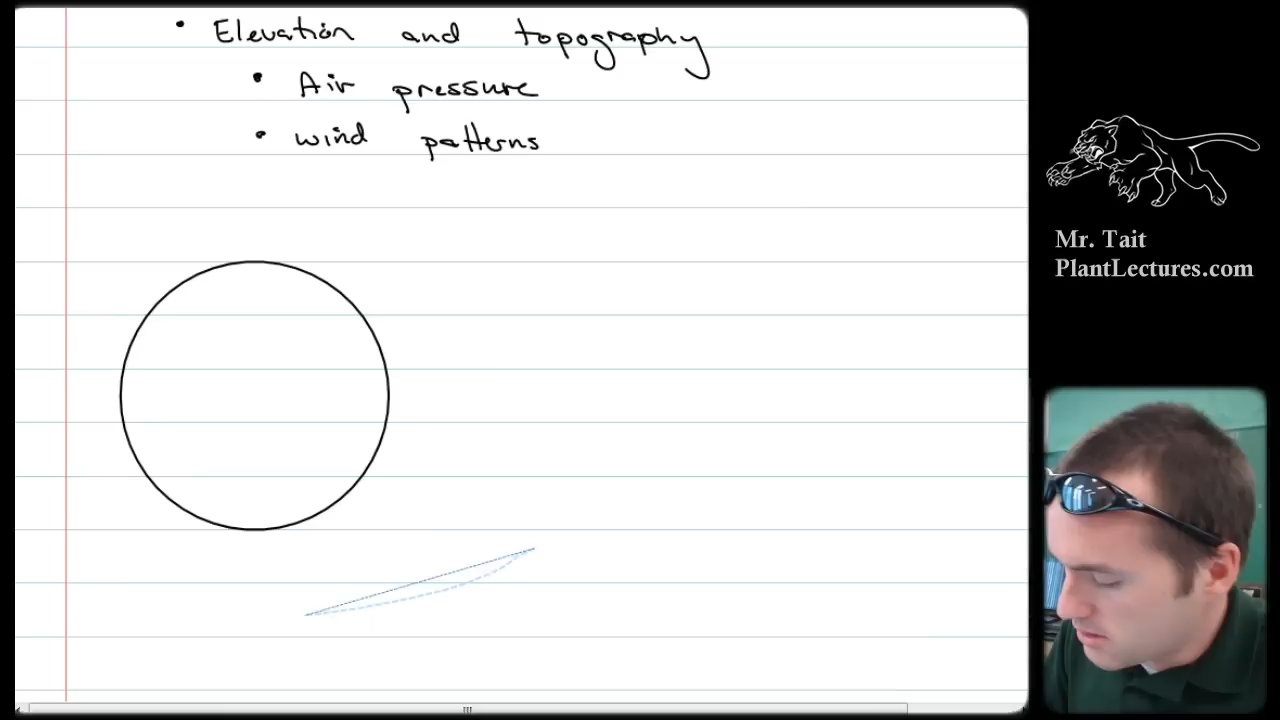 • Elevation and topography
• Air pressure
• wind patterns
Mr. Tait
PlantLectures.com